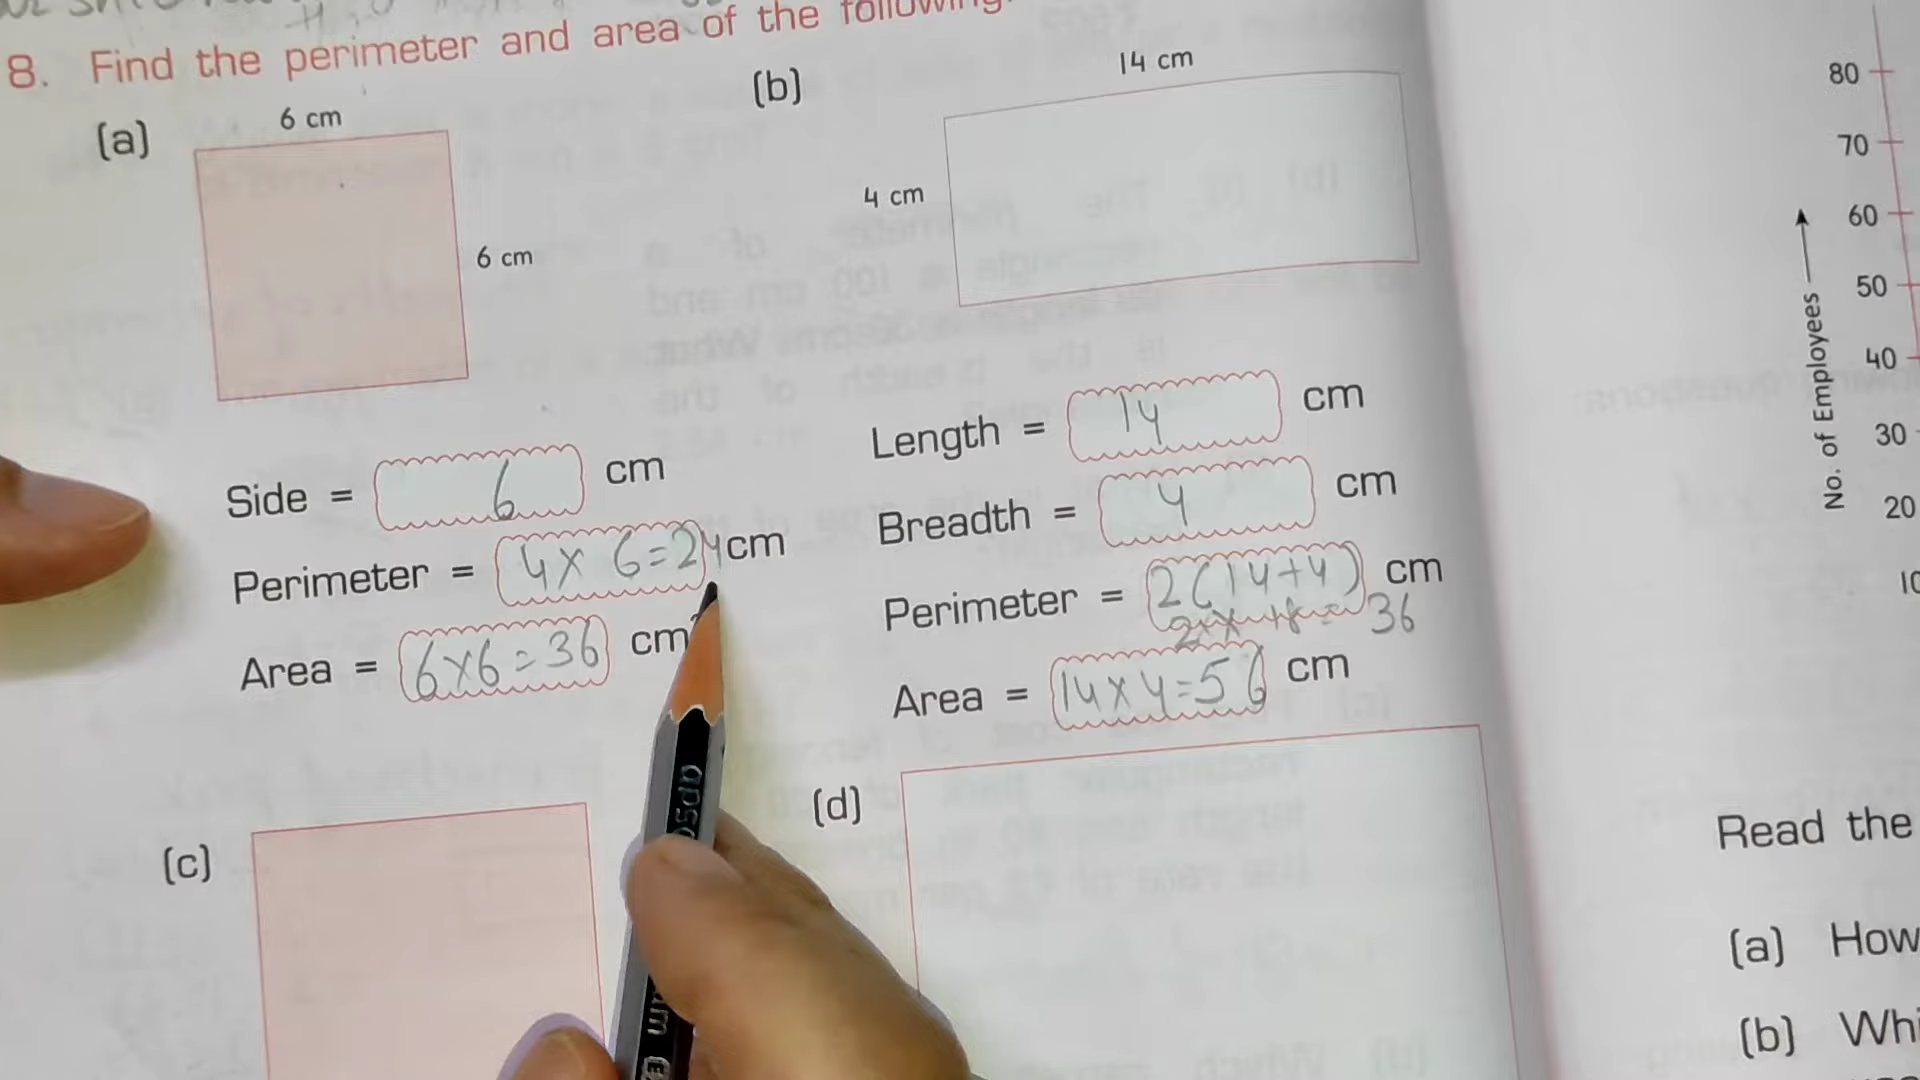 8. Find the perimeter and area of the following.
(a)
6 cm
6 cm
Side = 6 cm
Perimeter = 4 x 6 = 24 cm
Area = 6x6 = 36 cm
(b)
14 cm
4 cm
Length = 14 cm
Breadth = 4 cm
Perimeter = 2(14+4) cm
36
Area = 14 x 4 = 56 cm
(c)
(d)
80
70
60
50
40
30
20
10
No. of Employees
Read the
(a) How
(b) Whi